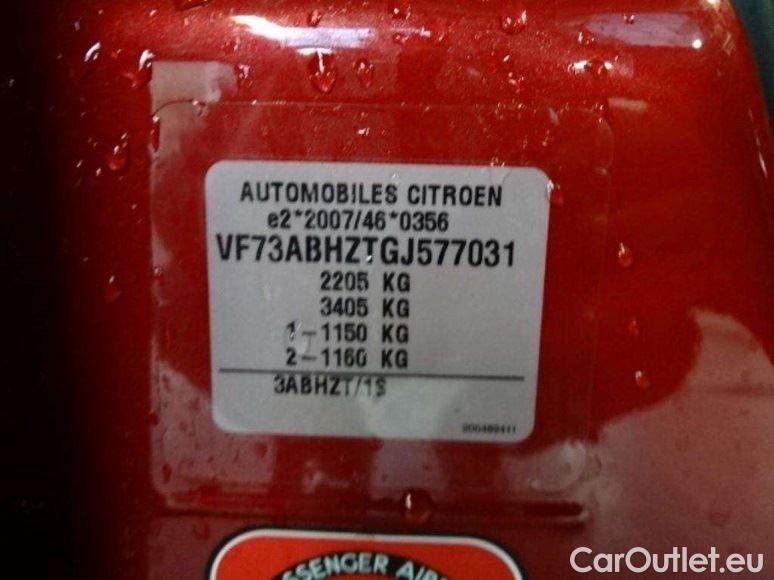 AUTOMOBILES CITROEN
e2*2007/46*0356
VF73ABHZTGJ577031
2205 KG
3405 KG
1-1150 KG
2-1160 KG
3ABHZT/1S
CarOutlet.eu